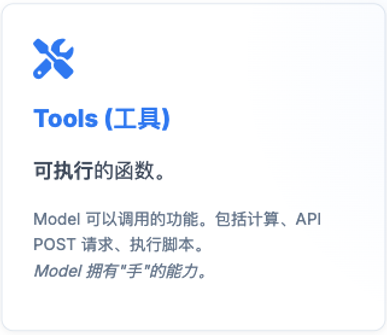 Tools (工具)
可执行的函数。
Model 可以调用的功能。包括计算、API
POST 请求、执行脚本。
Model 拥有"手"的能力。